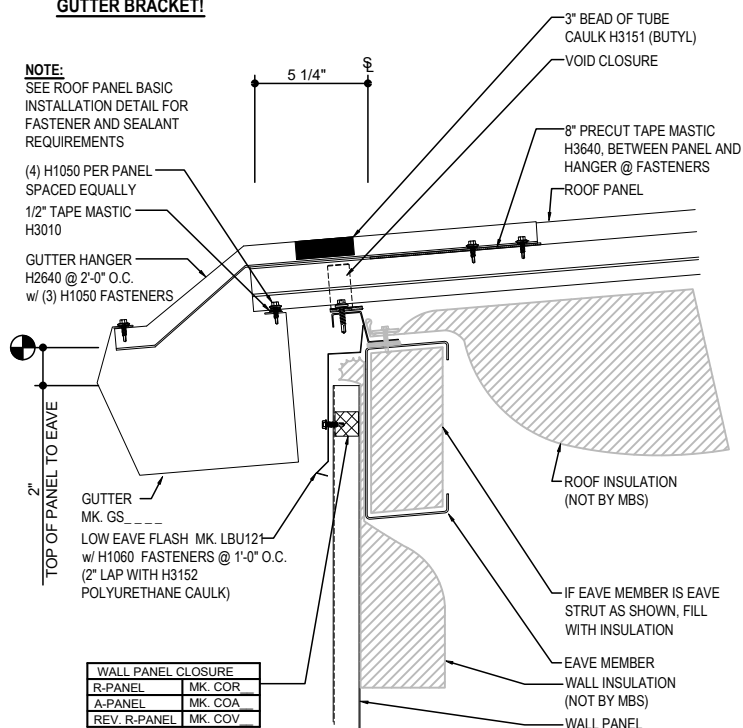 GUTTER BRACKET!
NOTE:
SEE ROOF PANEL BASIC
INSTALLATION DETAIL FOR
FASTENER AND SEALANT
REQUIREMENTS
(4) H1050 PER PANEL
SPACED EQUALLY
1/2" TAPE MASTIC
H3010
GUTTER HANGER
H2640 @ 2'-0" O.C.
w/ (3) H1050 FASTENERS
5 1/4"
3" BEAD OF TUBE
CAULK H3151 (BUTYL)
VOID CLOSURE
8" PRECUT TAPE MASTIC
H3640, BETWEEN PANEL AND
HANGER @ FASTENERS
ROOF PANEL
2"
TOP OF PANEL TO EAVE
GUTTER
MK. GS_ _ _ _
LOW EAVE FLASH MK. LBU121
w/ H1060 FASTENERS @ 1'-0" O.C.
(2" LAP WITH H3152
POLYURETHANE CAULK)
ROOF INSULATION
(NOT BY MBS)
IF EAVE MEMBER IS EAVE
STRUT AS SHOWN, FILL
WITH INSULATION
EAVE MEMBER
WALL INSULATION
(NOT BY MBS)
WALL PANEL
WALL PANEL CLOSURE
R-PANEL MK. COR__
A-PANEL MK. COA__
REV. R-PANEL MK. COV__